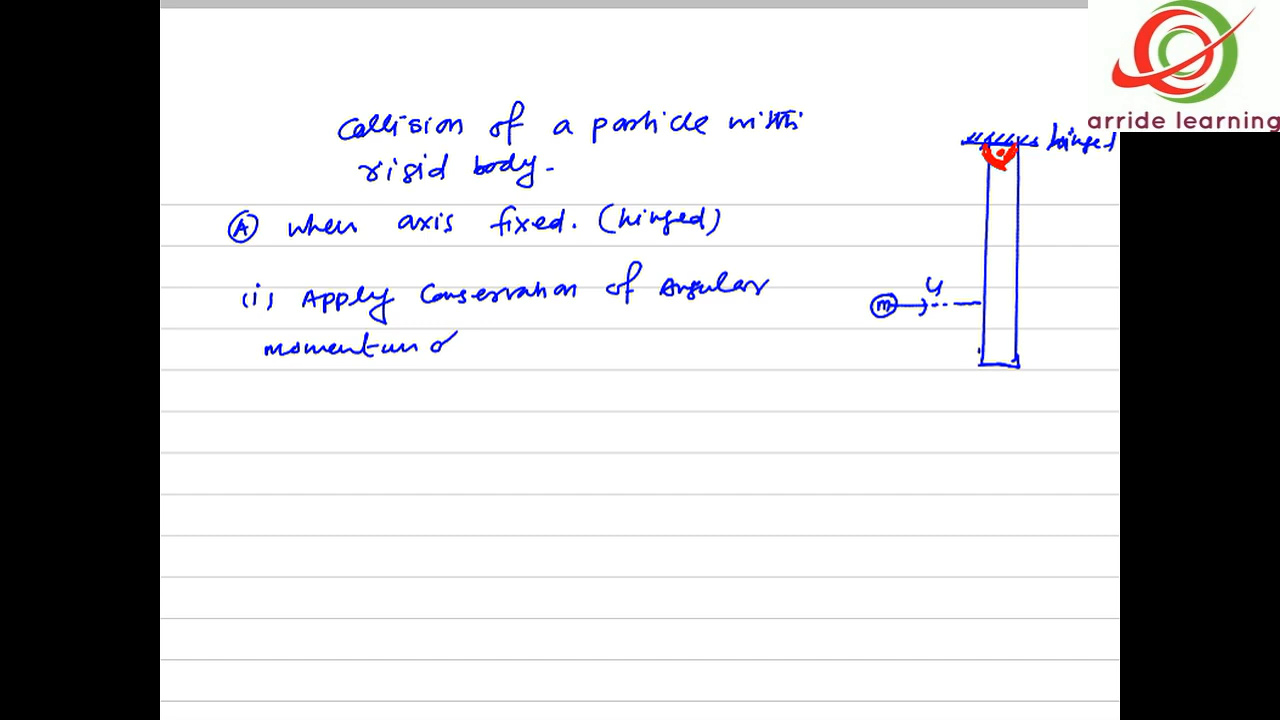 arride learning
Collision of a particle with
rigid body.
hinged
(A) when axis fixed. (hinged)
(i) Apply Conservation of Angular
momentum o
m u